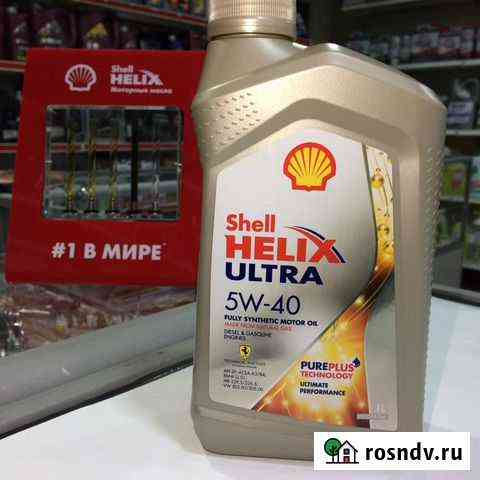 Shell
HELIX
Моторные масла
#1 В МИРЕ*
Shell
HELIX
ULTRA
5W-40
FULLY SYNTHETIC MOTOR OIL
MADE FROM NATURAL GAS
DIESEL & GASOLINE
ENGINES
PUREPLUS
TECHNOLOGY
ULTIMATE
PERFORMANCE
1L
rosndv.ru